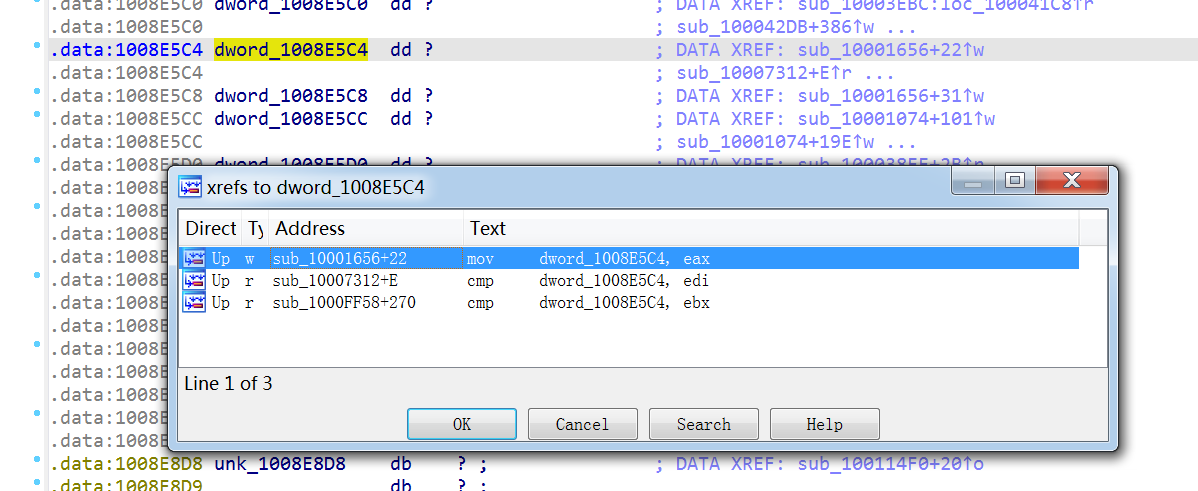 .data:1008E5C0 dword_1008E5C0 dd ? ; DATA XREF: sub_10003EBC:loc_100041C8↑r
.data:1008E5C0 ; sub_100042DB+386↑w ...
.data:1008E5C4 dword_1008E5C4 dd ? ; DATA XREF: sub_10001656+22↑w
.data:1008E5C4 ; sub_10007312+E↑r ...
.data:1008E5C8 dword_1008E5C8 dd ? ; DATA XREF: sub_10001656+31↑w
.data:1008E5CC dword_1008E5CC dd ? ; DATA XREF: sub_10001074+101↑w
.data:1008E5CC ; sub_10001074+19E↑w ...
.data:1008E5D0 dword_1008E5D0 dd ? ; DATA XREF: sub_100038EE+2B↑r
.data:1008E
xrefs to dword_1008E5C4
.data:1008E
Direct Ty Address Text
.data:1008E
Up w sub_10001656+22 mov dword_1008E5C4, eax
.data:1008E
Up r sub_10007312+E cmp dword_1008E5C4, edi
.data:1008E
Up r sub_1000FF58+270 cmp dword_1008E5C4, ebx
.data:1008E
.data:1008E
.data:1008E
.data:1008E
Line 1 of 3
.data:1008E
.data:1008E
OK Cancel Search Help
.data:1008E
.data:1008E8D8 unk_1008E8D8 db ? ; ; DATA XREF: sub_100114F0+20↑o
.data:1008E8D9 db ? ;